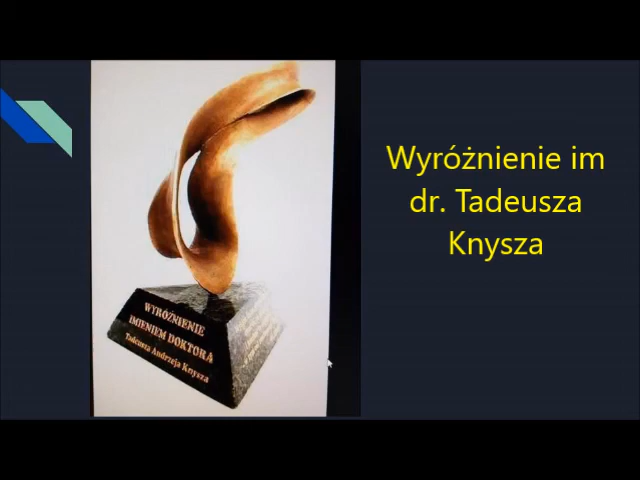 Wyróżnienie im
dr. Tadeusza
Knysza
WYRÓŻNIENIE
IMIENIEM DOKTORA
Tadeusza Andrzeja Knysza